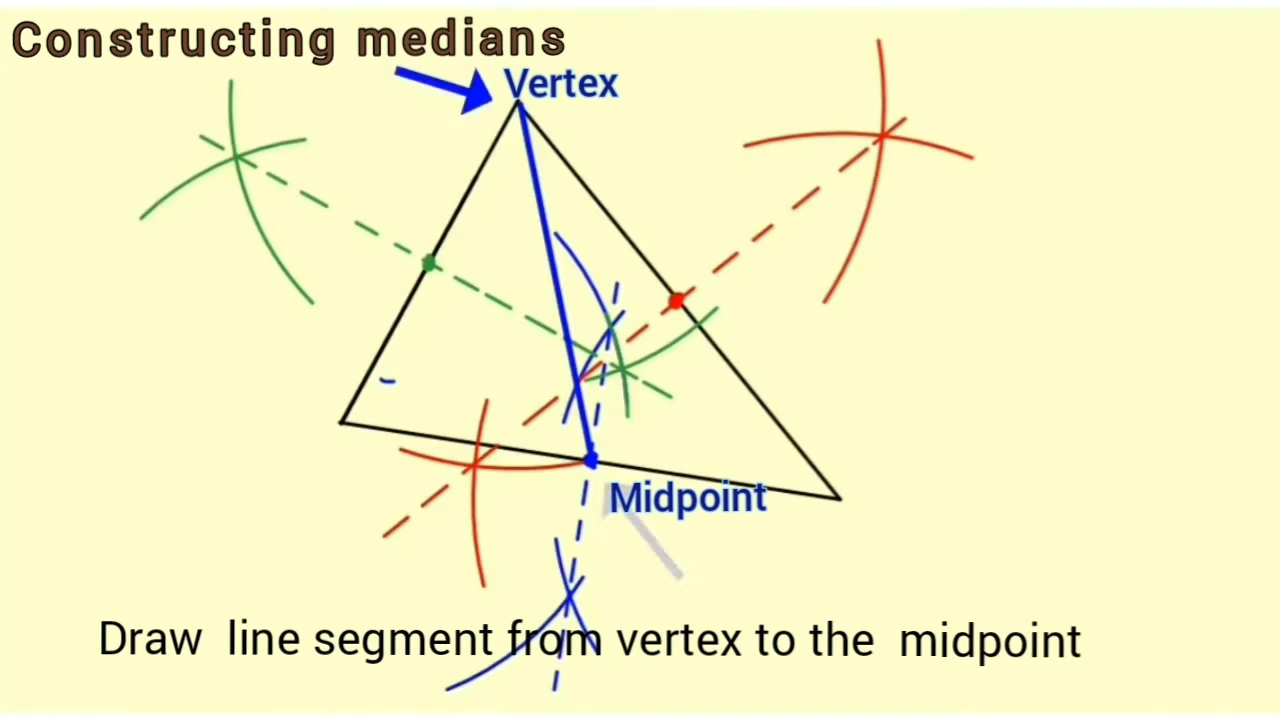 Constructing medians
Vertex
Midpoint
Draw line segment from vertex to the midpoint